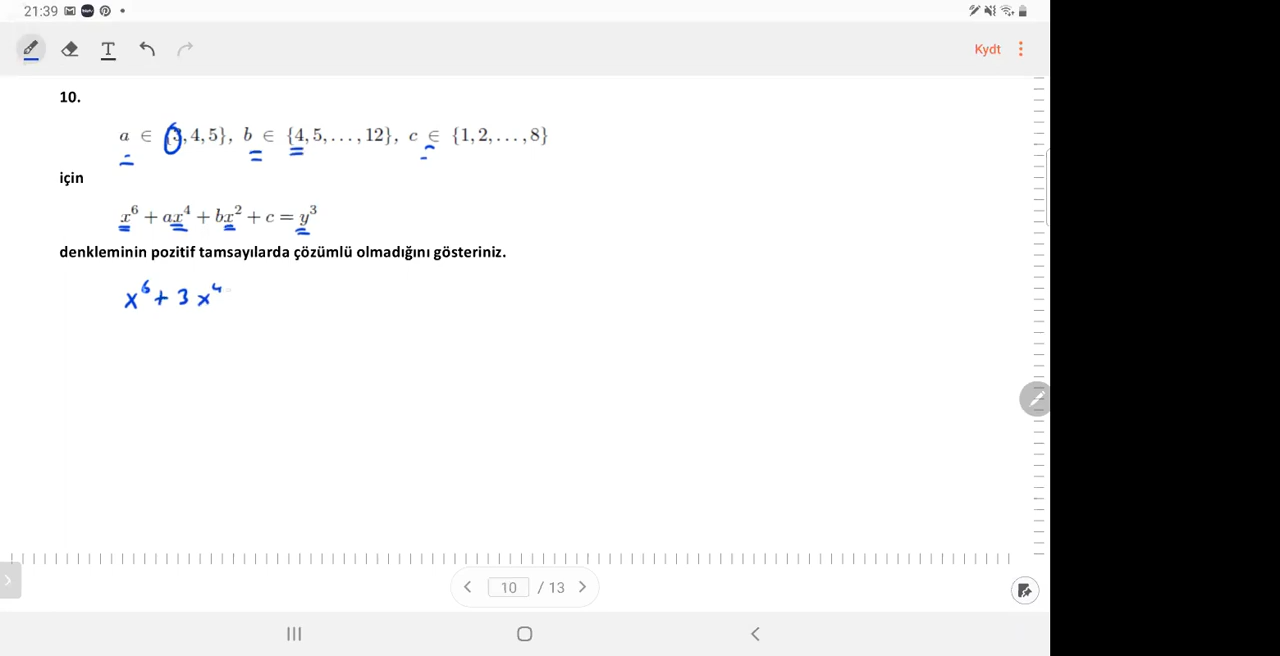 21:39
Kydt
10.
a ∈ {3, 4, 5}, b ∈ {4, 5, . . . , 12}, c ∈ {1, 2, . . . , 8}
için
x⁶ + ax⁴ + bx² + c = y³
denkleminin pozitif tamsayılarda çözümlü olmadığını gösteriniz.
x⁶ + 3 x⁴
10 / 13